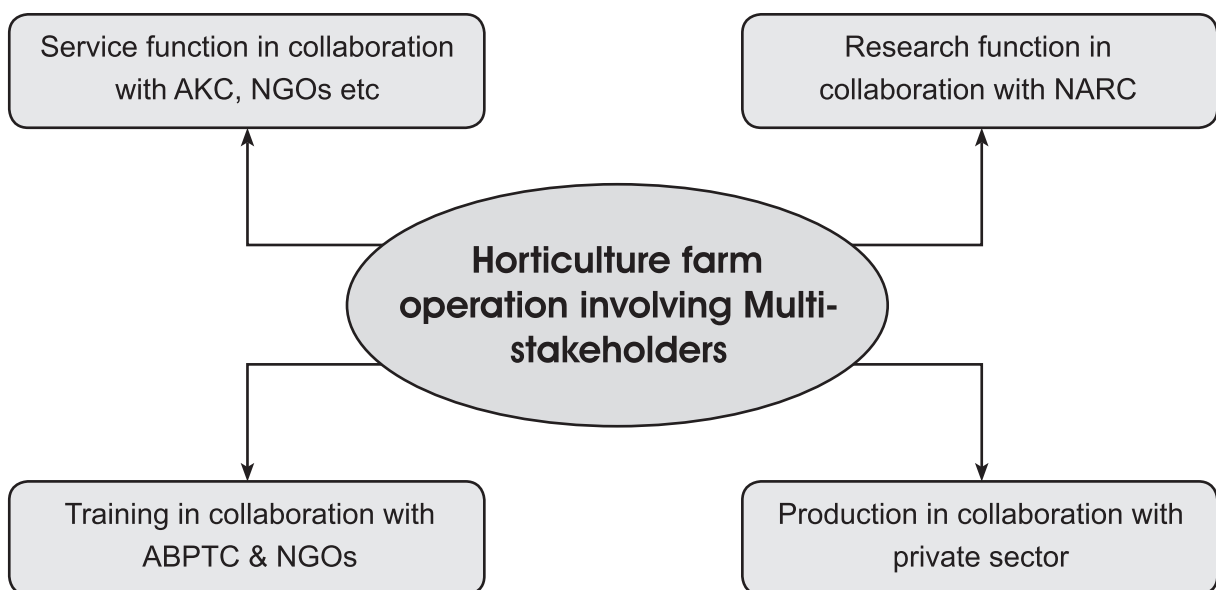 Service function in collaboration
with AKC, NGOs etc
Research function in
collaboration with NARC
Horticulture farm
operation involving Multi-
stakeholders
Training in collaboration with
ABPTC & NGOs
Production in collaboration with
private sector